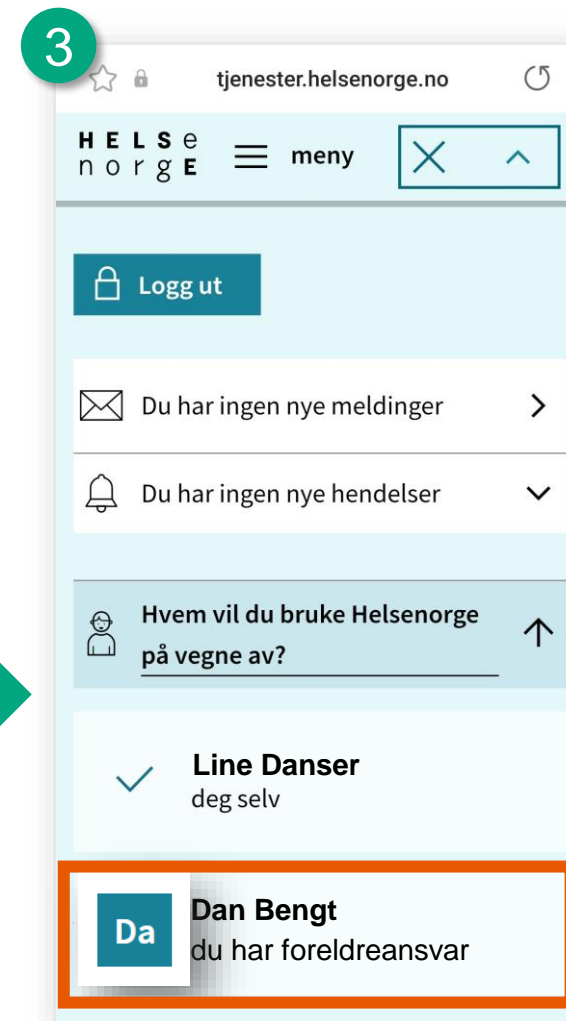 3
tjenester.helsenorge.no
HELSe
norgE
meny
Logg ut
Du har ingen nye meldinger
Du har ingen nye hendelser
Hvem vil du bruke Helsenorge
på vegne av?
Line Danser
deg selv
Da
Dan Bengt
du har foreldreansvar